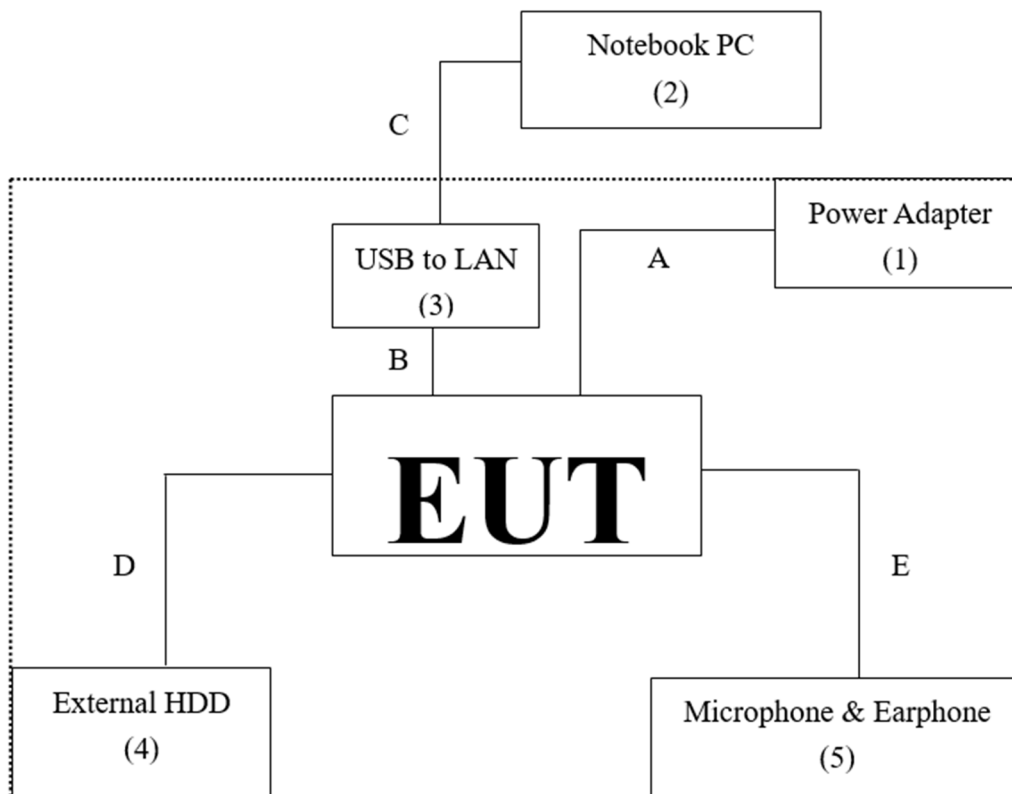 Notebook PC
(2)
C
Power Adapter
(1)
A
USB to LAN
(3)
B
EUT
D
E
External HDD
(4)
Microphone & Earphone
(5)